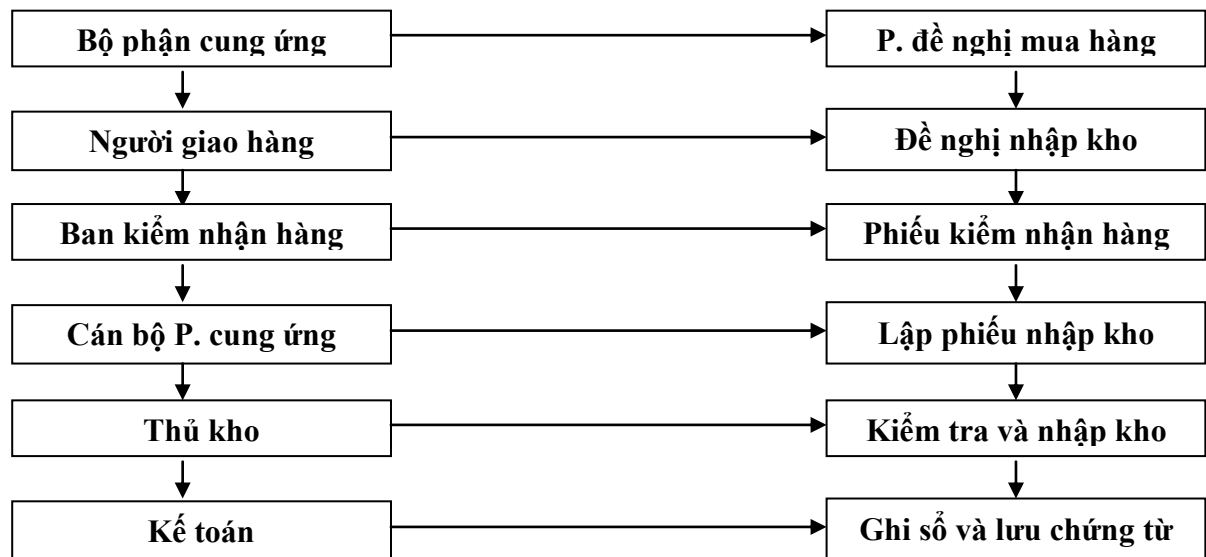 Bộ phận cung ứng
P. đề nghị mua hàng
Người giao hàng
Đề nghị nhập kho
Ban kiểm nhận hàng
Phiếu kiểm nhận hàng
Cán bộ P. cung ứng
Lập phiếu nhập kho
Thủ kho
Kiểm tra và nhập kho
Kế toán
Ghi sổ và lưu chứng từ